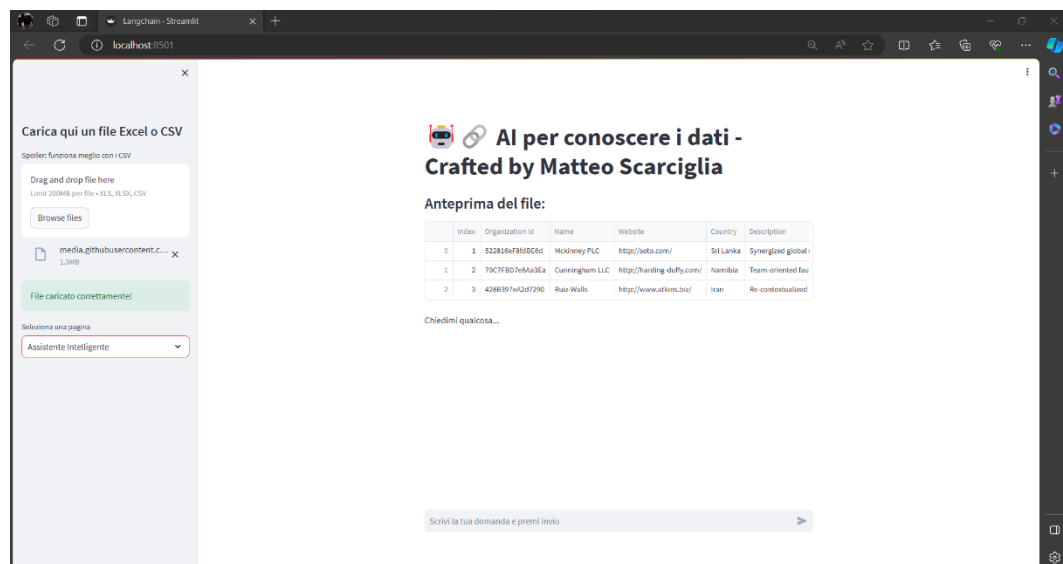 Langchain - Streamlit
localhost:8501
Carica qui un file Excel o CSV
Spoiler: funziona meglio con i CSV
Drag and drop file here
Limit 200MB per file • XLS, XLSX, CSV
Browse files
media.githubusercontent.c...
1.3MB
File caricato correttamente!
Seleziona una pagina
Assistente Intelligente
AI per conoscere i dati -
Crafted by Matteo Scarciglia
Anteprima del file:
Index Organization Id Name Website Country Description
0 1 Mckinney PLC http://soto.com/ Sri Lanka Synergized global
1 2 70C7FBD7e6Aa3Ea Cunningham LLC http://harding-duffy.com/ Namibia Team-oriented fau
2 3 428B397eA2d7290 Ruiz-Walls http://www.atkins.biz/ Iran Re-contextualized
Chiedimi qualcosa...
Scrivi la tua domanda e premi Invio